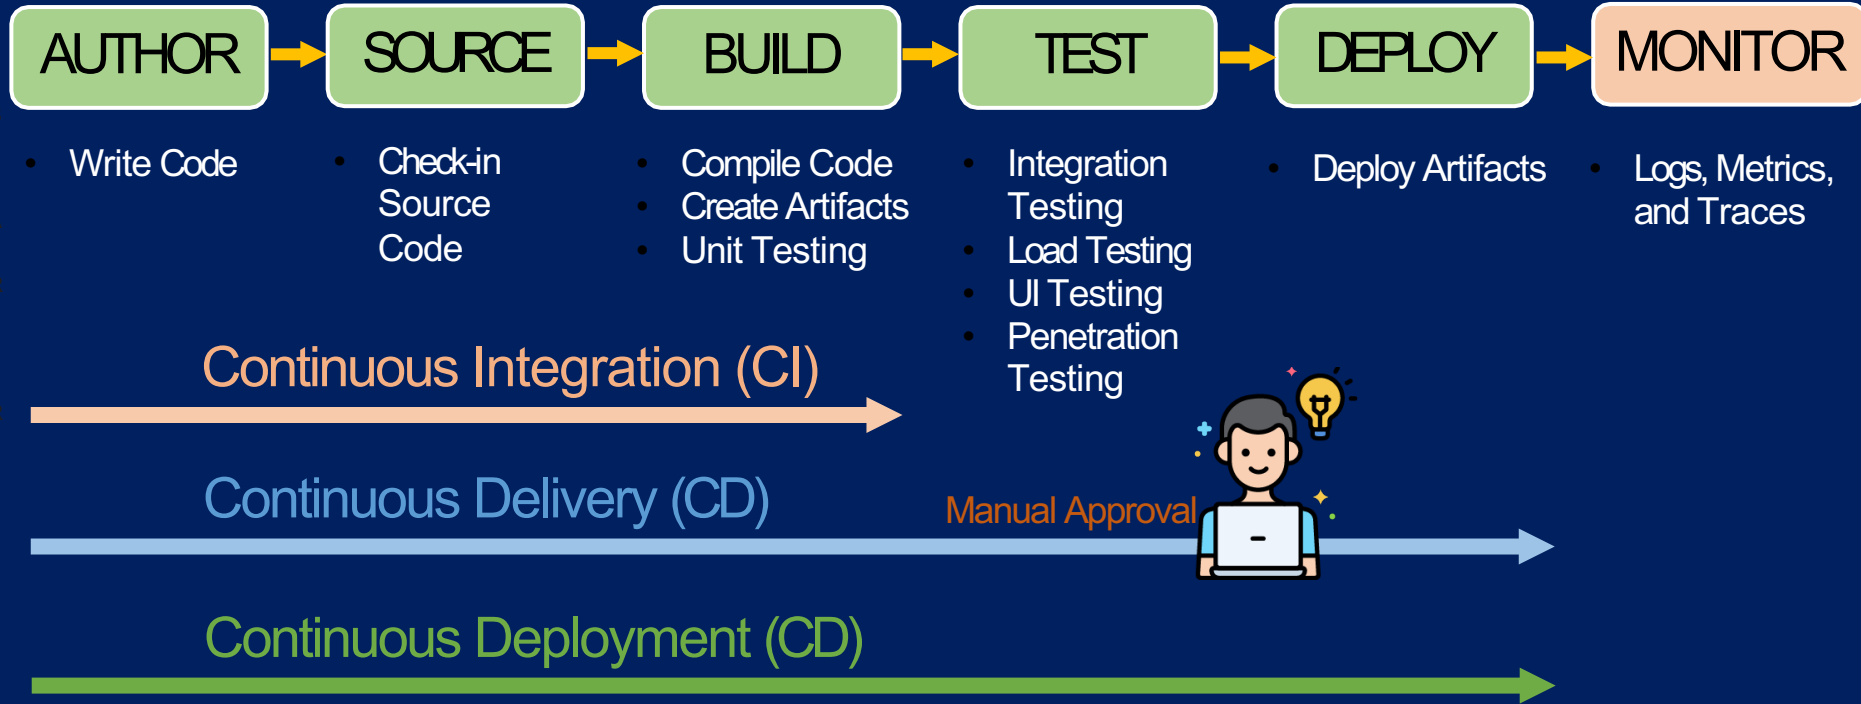 AUTHOR
SOURCE
BUILD
TEST
DEPLOY
MONITOR
• Write Code
• Check-in
Source
Code
• Compile Code
• Create Artifacts
• Unit Testing
• Integration
Testing
• Load Testing
• UI Testing
• Penetration
Testing
• Deploy Artifacts
• Logs, Metrics,
and Traces
Continuous Integration (CI)
Continuous Delivery (CD)
Manual Approval
Continuous Deployment (CD)